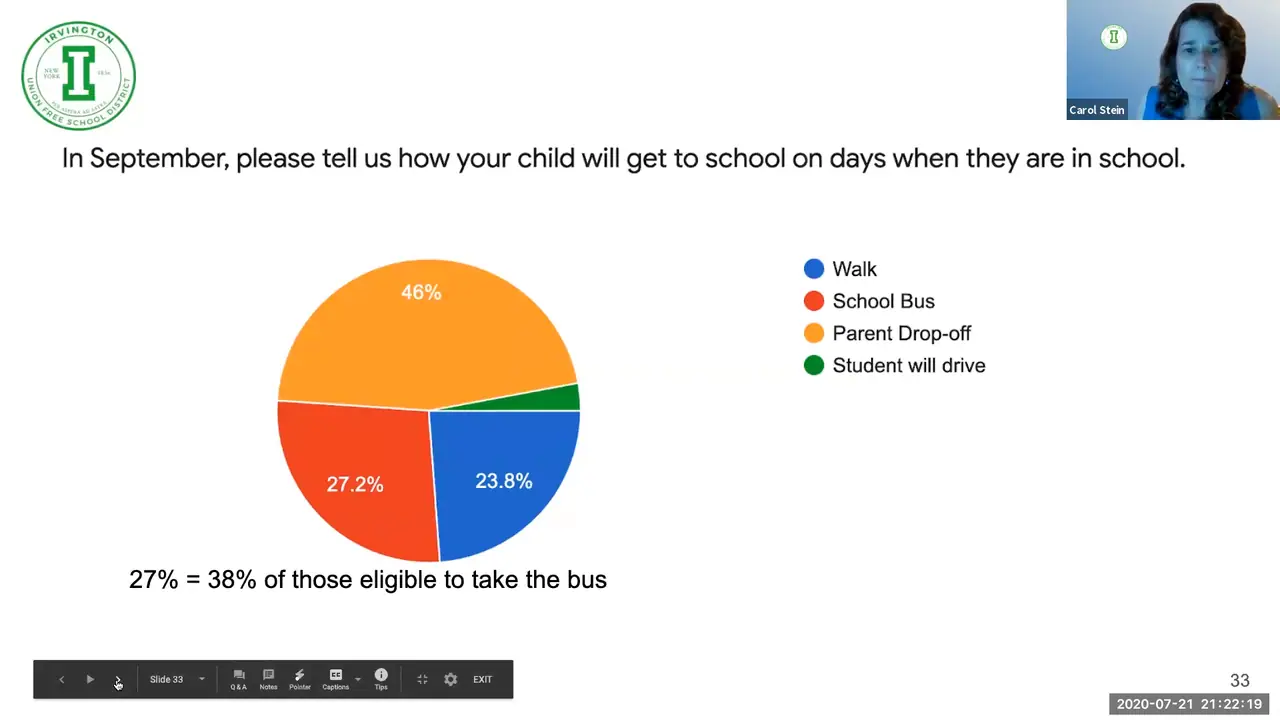 IRVINGTON
NEW YORK
I
UNION FREE SCHOOL DISTRICT
Carol Stein
In September, please tell us how your child will get to school on days when they are in school.
46%
27.2%
23.8%
Walk
School Bus
Parent Drop-off
Student will drive
27% = 38% of those eligible to take the bus
Slide 33
Q & A
Notes
Pointer
Captions
Tips
EXIT
33
2020-07-21 21:22:19